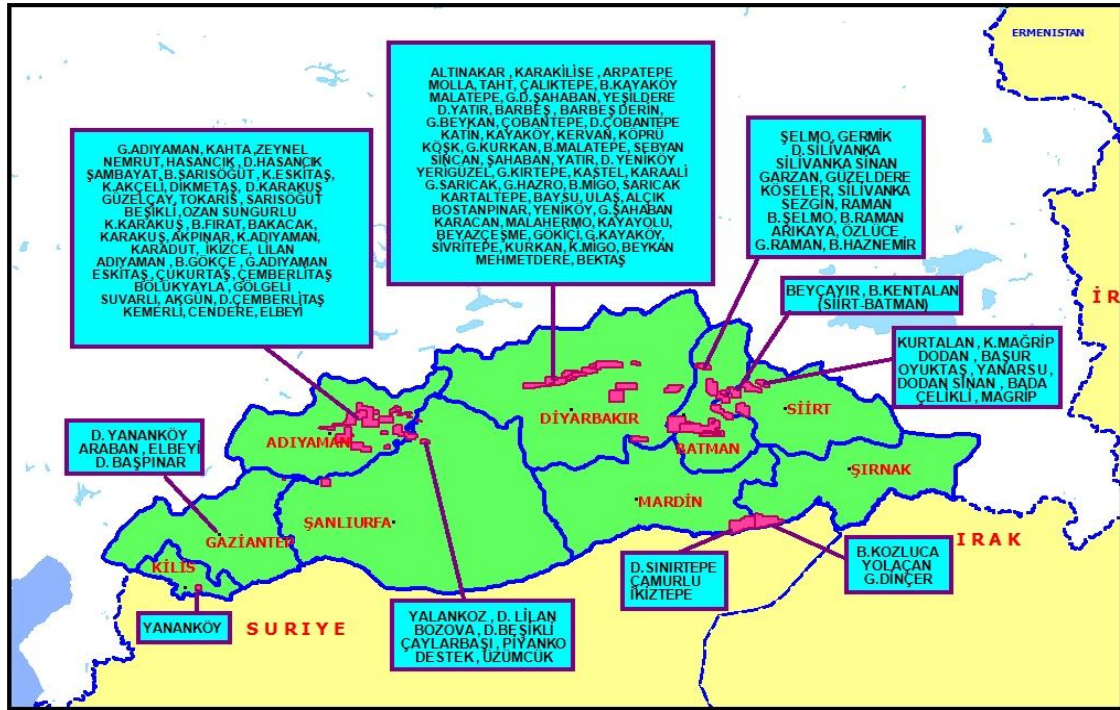 ERMENISTAN
ALTINAKAR , KARAKİLİSE , ARPATEPE
MOLLA, TAHT, ÇALIKTEPE, B.KAYAKÖY
MALATEPE, G.D.ŞAHABAN, YEŞİLDERE
D.YATIR, BARBEŞ , BARBEŞ DERİN,
G.BEYKAN, ÇOBANTEPE, D.ÇOBANTEPE
KATİN, KAYAKÖY, KERVAN, KÖPRÜ
KÖŞK, G.KURKAN, B.MALATEPE, SEBYAN
SİNCAN, ŞAHABAN, YATIR, D. YENİKÖY
YERİGÜZEL, G.KIRTEPE, KASTEL, KARAALİ
G.SARICAK, G.HAZRO, B.MİGO, SARICAK
KARTALTEPE, BAYSU, ULAŞ, ALÇIK
BOSTANPINAR, YENİKÖY, G.ŞAHABAN
KARACAN, MALAHERMO, KAYAYOLU,
BEYAZÇEŞME, GÖKİÇİ, G.KAYAKÖY,
SİVRİTEPE, KURKAN, K.MİGO, BEYKAN
MEHMETDERE, BEKTAŞ
G.ADIYAMAN, KAHTA ,ZEYNEL
NEMRUT, HASANCIK , D.HASANCIK
ŞAMBAYAT, B.ŞARISÖĞÜT , K.ESKİTAŞ,
K.AKÇELİ, DİKMETAŞ, D.KARAKUŞ
GÜZELÇAY, TOKARİS, SARISÖĞÜT
BEŞİKLİ, OZAN SUNGURLU
K.KARAKUŞ , B.FIRAT, BAKACAK,
KARAKUŞ, AKPINAR, K.ADIYAMAN,
KARADUT, İKİZCE, LİLAN
ADIYAMAN , B.GÖKÇE , G.ADIYAMAN
ESKİTAŞ, ÇUKURTAŞ, ÇEMBERLİTAŞ
BÖLÜKYAYLA , GÖLGELİ
SUVARLI, AKGÜN, D.ÇEMBERLİTAŞ
KEMERLİ, CENDERE, ELBEYİ
ŞELMO, GERMİK
D. SİLİVANKA
SİLİVANKA SİNAN
GARZAN, GÜZELDERE
KÖSELER, SİLİVANKA
SEZGİN, RAMAN
B.ŞELMO, B.RAMAN
ARIKAYA, ÖZLÜCE
G.RAMAN, B.HAZNEMİR
BEYÇAYIR, B.KENTALAN
(SİİRT-BATMAN)
İR
KURTALAN , K.MAĞRİP
DODAN , BAŞUR
OYUKTAŞ , YANARSU ,
DODAN SİNAN , BADA
ÇELİKLİ , MAĞRİP
DİYARBAKIR
SİİRT
ADIYAMAN
BATMAN
D. YANANKÖY
ARABAN , ELBEYİ
D. BAŞPINAR
ŞIRNAK
MARDİN
ŞANLIURFA
GAZİANTEP
IRAK
KİLİS
D. SINIRTEPE
ÇAMURLU
İKİZTEPE
B.KOZLUCA
YOLAÇAN
G.DİNÇER
YANANKÖY
SURIYE
YALANKOZ , D. LİLAN
BOZOVA, D.BEŞİKLİ
ÇAYLARBAŞI, PİYANKO
DESTEK , ÜZÜMCÜK